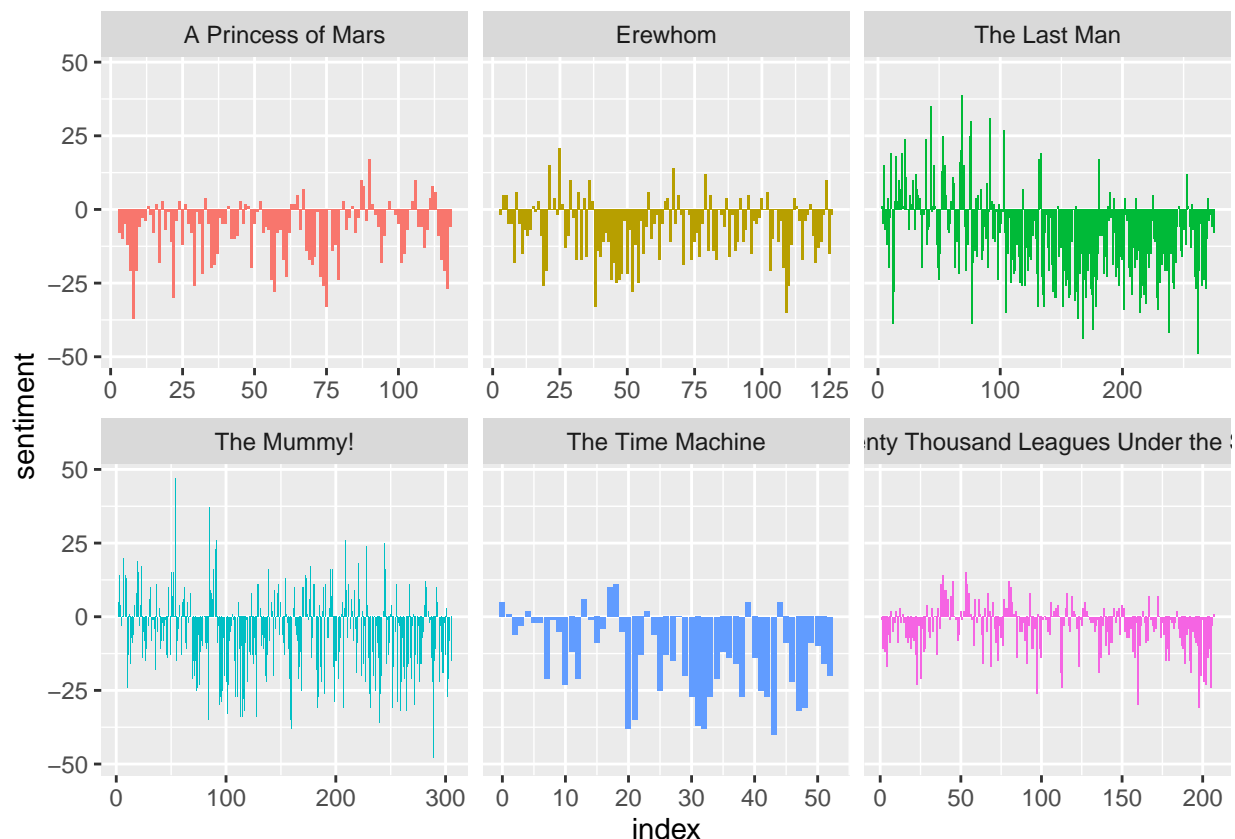 A Princess of Mars
Erewhom
The Last Man
50
25
0
−25
−50
0 25 50 75 100
0 25 50 75 100 125
0 100 200
sentiment
The Mummy!
The Time Machine
Thousand Leagues Under the
50
25
0
−25
−50
0 100 200 300
0 10 20 30 40 50
0 50 100 150 200
index